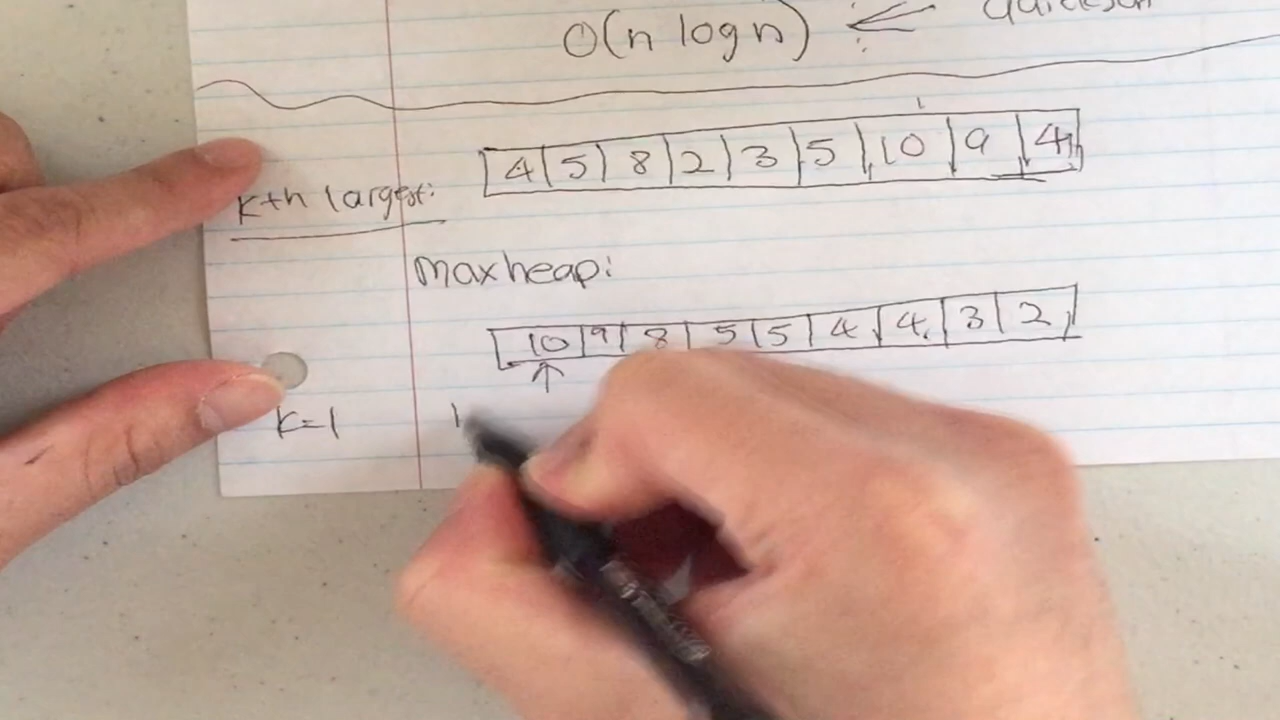 O(n log n) ←
4 5 8 2 3 5 10 9 4
kth largest:
maxheap:
10 9 8 5 5 4 4 3 2
k=1